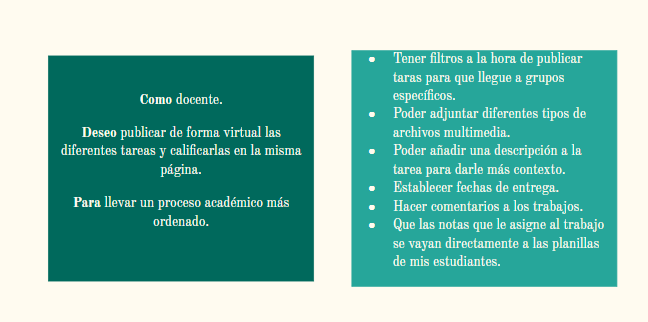 Como docente.
Deseo publicar de forma virtual las
diferentes tareas y calificarlas en la misma
página.
Para llevar un proceso académico más
ordenado.
● Tener filtros a la hora de publicar
taras para que llegue a grupos
específicos.
● Poder adjuntar diferentes tipos de
archivos multimedia.
● Poder añadir una descripción a la
tarea para darle más contexto.
● Establecer fechas de entrega.
● Hacer comentarios a los trabajos.
● Que las notas que le asigne al trabajo
se vayan directamente a las planillas
de mis estudiantes.